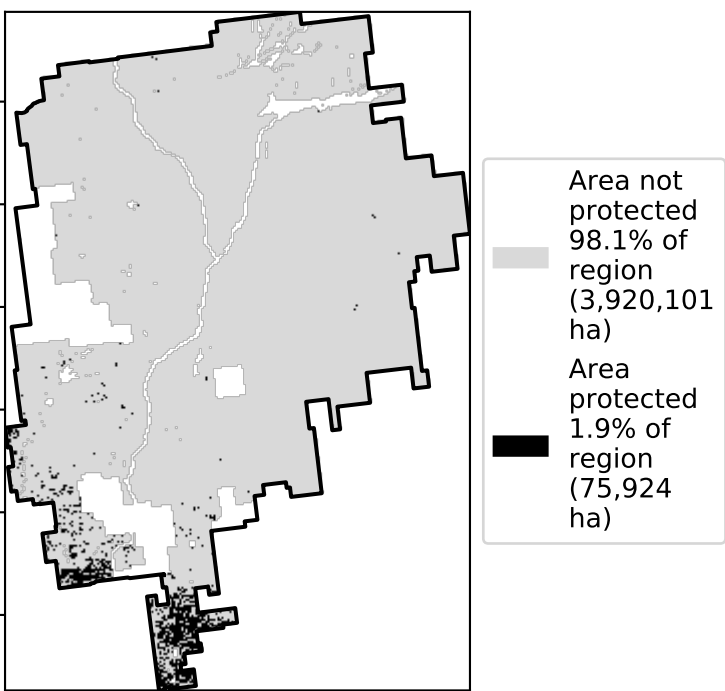 Area not
protected
98.1% of
region
(3,920,101
ha)
Area
protected
1.9% of
region
(75,924
ha)